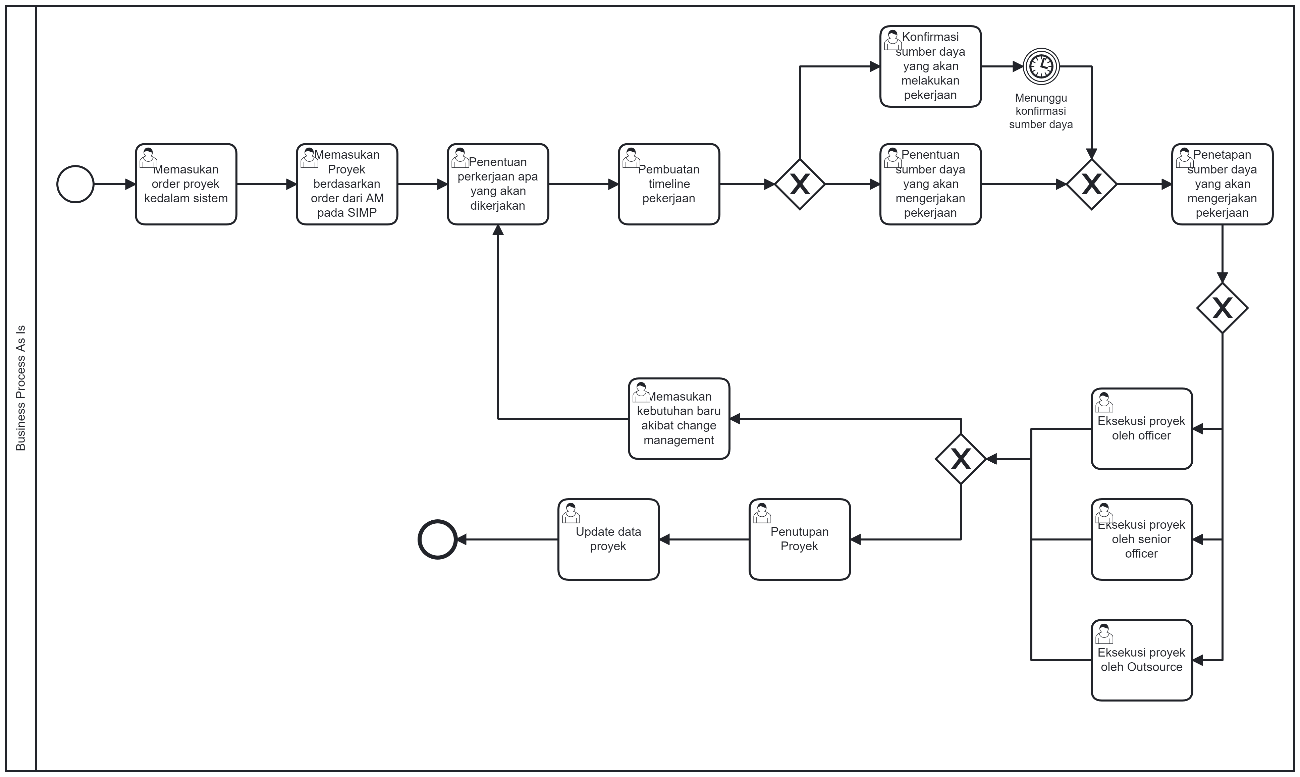 Business Process As Is
Memasukan
order proyek
kedalam sistem
Memasukan
Proyek
berdasarkan
order dari AM
pada SIMP
Penentuan
perkerjaan apa
yang akan
dikerjakan
Pembuatan
timeline
pekerjaan
Konfirmasi
sumber daya
yang akan
melakukan
pekerjaan
Menunggu
konfirmasi
sumber daya
Penentuan
sumber daya
yang akan
mengerjakan
pekerjaan
Penetapan
sumber daya
yang akan
mengerjakan
pekerjaan
Eksekusi proyek
oleh officer
Eksekusi proyek
oleh senior
officer
Eksekusi proyek
oleh Outsource
Memasukan
kebutuhan baru
akibat change
management
Penutupan
Proyek
Update data
proyek